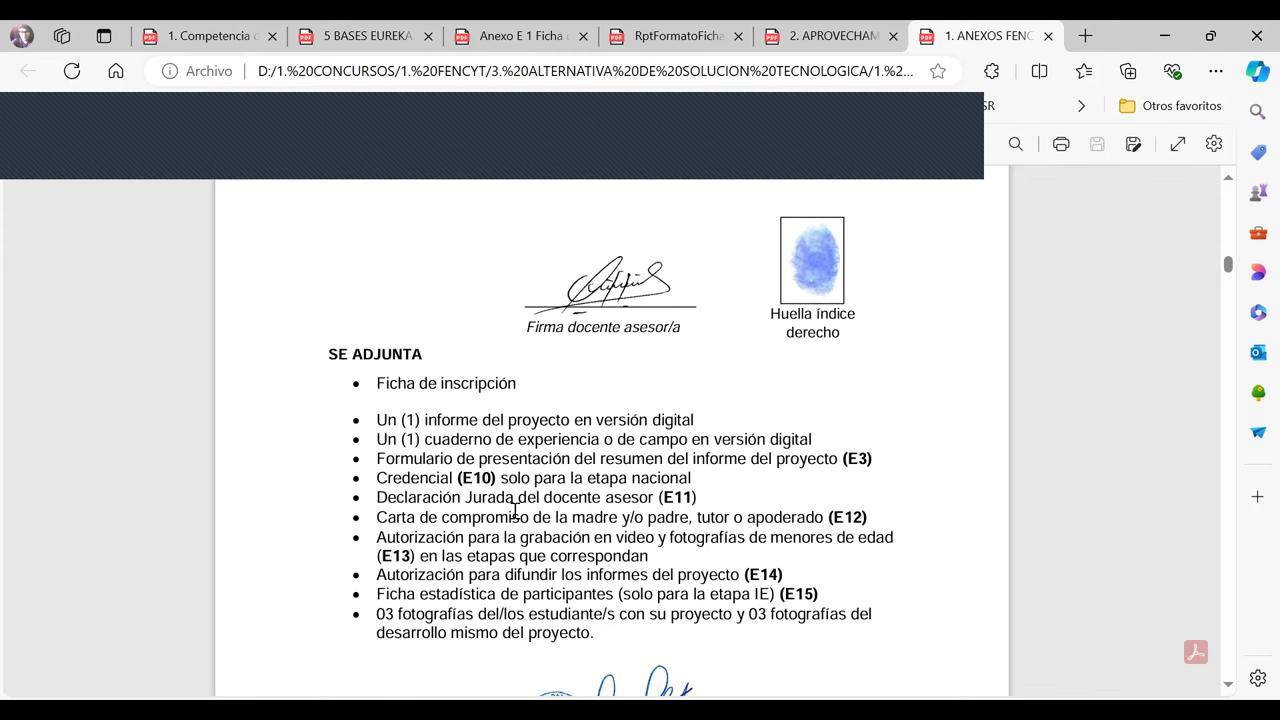 1. Competencia c
5 BASES EUREKA.
Anexo E 1 Ficha c
RptFormatoFicha
2. APROVECHAM
1. ANEXOS FENC
Archivo
D:/1.%20CONCURSOS/1.%20FENCYT/3.%20ALTERNATIVA%20DE%20SOLUCION%20TECNOLOGICA/1.%2...
SR
Otros favoritos
Firma docente asesor/a
Huella índice
derecho
SE ADJUNTA
• Ficha de inscripción
• Un (1) informe del proyecto en versión digital
• Un (1) cuaderno de experiencia o de campo en versión digital
• Formulario de presentación del resumen del informe del proyecto (E3)
• Credencial (E10) solo para la etapa nacional
• Declaración Jurada del docente asesor (E11)
• Carta de compromiso de la madre y/o padre, tutor o apoderado (E12)
• Autorización para la grabación en video y fotografías de menores de edad
(E13) en las etapas que correspondan
• Autorización para difundir los informes del proyecto (E14)
• Ficha estadística de participantes (solo para la etapa IE) (E15)
• 03 fotografías del/los estudiante/s con su proyecto y 03 fotografías del
desarrollo mismo del proyecto.